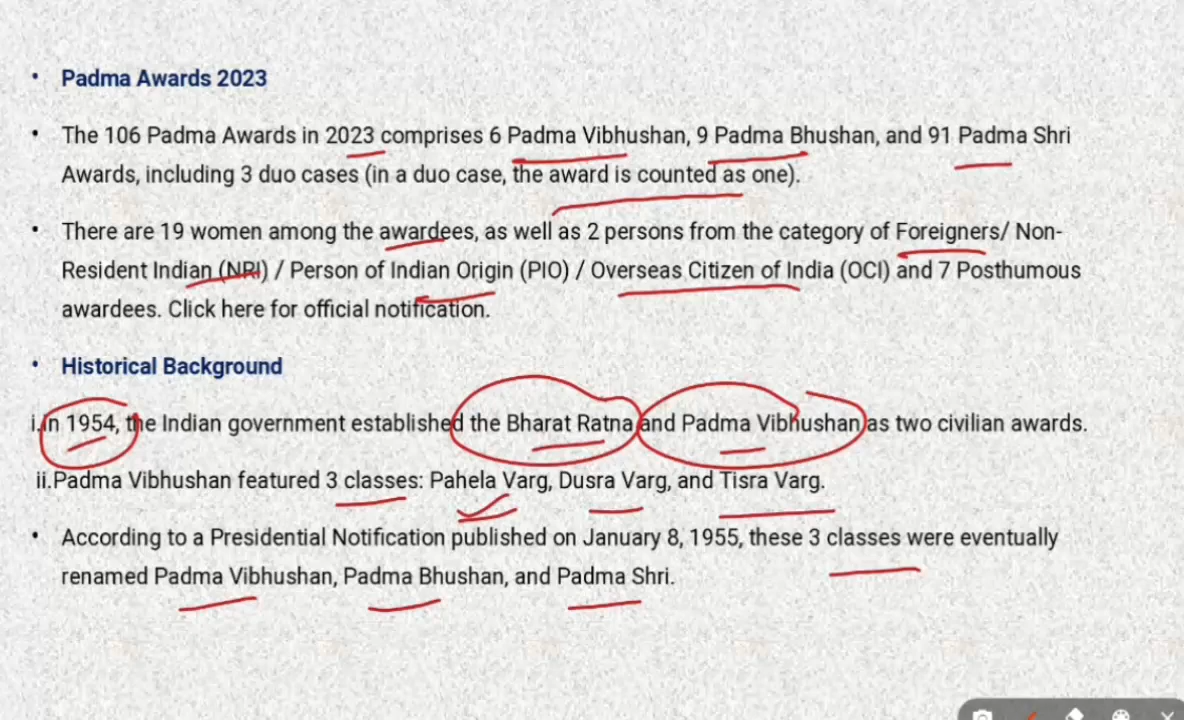 • Padma Awards 2023
• The 106 Padma Awards in 2023 comprises 6 Padma Vibhushan, 9 Padma Bhushan, and 91 Padma Shri
Awards, including 3 duo cases (in a duo case, the award is counted as one).
• There are 19 women among the awardees, as well as 2 persons from the category of Foreigners/ Non-
Resident Indian (NRI) / Person of Indian Origin (PIO) / Overseas Citizen of India (OCI) and 7 Posthumous
awardees. Click here for official notification.
• Historical Background
i.In 1954, the Indian government established the Bharat Ratna and Padma Vibhushan as two civilian awards.
ii.Padma Vibhushan featured 3 classes: Pahela Varg, Dusra Varg, and Tisra Varg.
• According to a Presidential Notification published on January 8, 1955, these 3 classes were eventually
renamed Padma Vibhushan, Padma Bhushan, and Padma Shri.